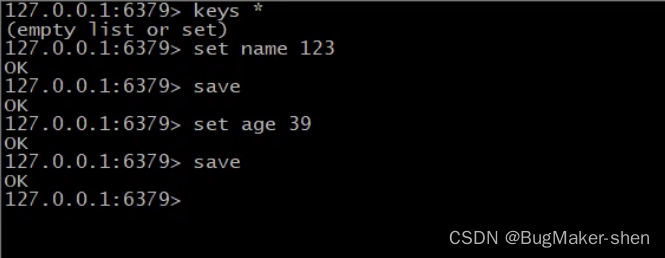 127.0.0.1:6379> keys *
(empty list or set)
127.0.0.1:6379> set name 123
OK
127.0.0.1:6379> save
OK
127.0.0.1:6379> set age 39
OK
127.0.0.1:6379> save
OK
127.0.0.1:6379>
CSDN @BugMaker-shen